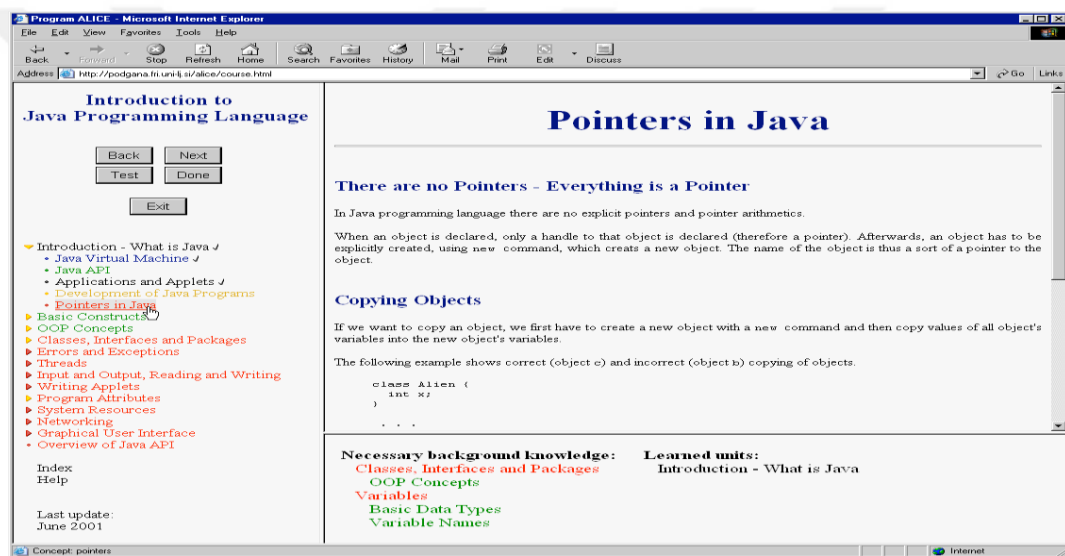 Program ALICE - Microsoft Internet Explorer
File Edit View Favorites Tools Help
Back Forward Stop Refresh Home Search Favorites History Mail Print Edit Discuss
Address http://podgana.fri.uni-lj.si/alice/course.html Go Links
Introduction to
Java Programming Language
Back Next
Test Done
Exit
Introduction - What is Java
Java Virtual Machine
Java API
Applications and Applets
Development of Java Programs
Pointers in Java
Basic Constructs
OOP Concepts
Classes, Interfaces and Packages
Errors and Exceptions
Threads
Input and Output, Reading and Writing
Writing Applets
Program Attributes
System Resources
Networking
Graphical User Interface
Overview of Java API
Index
Help
Last update:
June 2001
Pointers in Java
There are no Pointers - Everything is a Pointer
In Java programming language there are no explicit pointers and pointer arithmetics.
When an object is declared, only a handle to that object is declared (therefore a pointer). Afterwards, an object has to be
explicitly created, using new command, which creats a new object. The name of the object is thus a sort of a pointer to the
object.
Copying Objects
If we want to copy an object, we first have to create a new object with a new command and then copy values of all object's
variables into the new object's variables.
The following example shows correct (object c) and incorrect (object b) copying of objects.
class Alien {
int x;
}
. . .
Necessary background knowledge: Learned units:
Classes, Interfaces and Packages Introduction - What is Java
OOP Concepts
Variables
Basic Data Types
Variable Names
Concept: pointers Internet